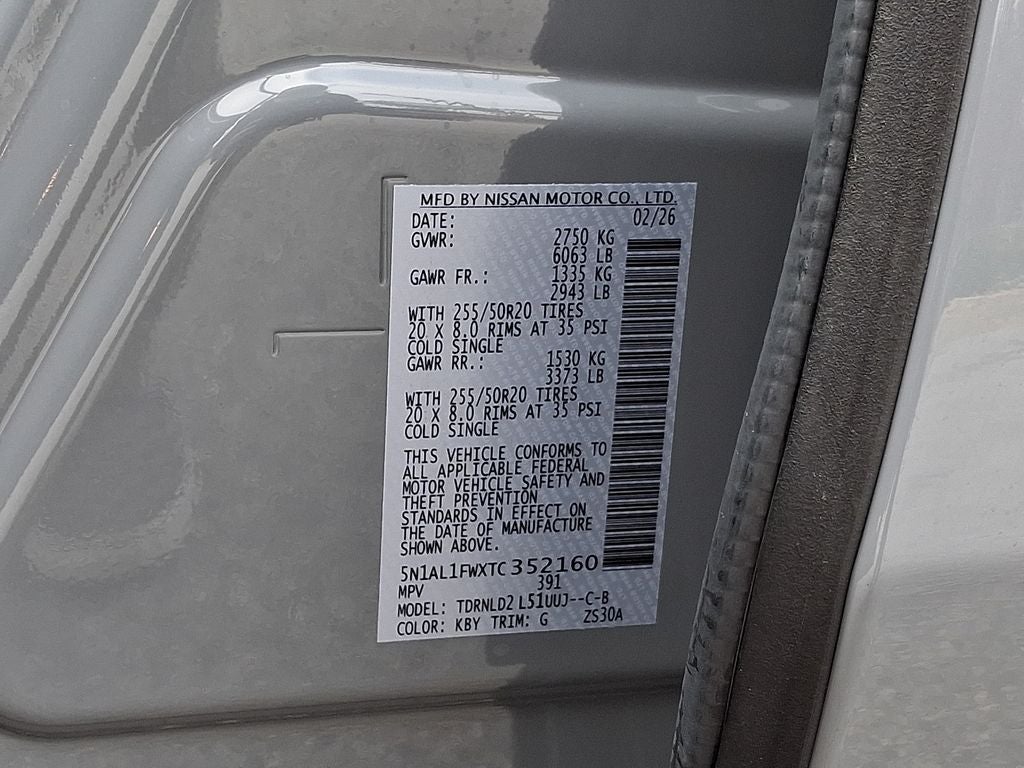 MFD BY NISSAN MOTOR CO., LTD.
DATE: 02/26
GVWR: 2750 KG
6063 LB
GAWR FR.: 1335 KG
2943 LB
WITH 255/50R20 TIRES
20 X 8.0 RIMS AT 35 PSI
COLD SINGLE
GAWR RR.: 1530 KG
3373 LB
WITH 255/50R20 TIRES
20 X 8.0 RIMS AT 35 PSI
COLD SINGLE
THIS VEHICLE CONFORMS TO
ALL APPLICABLE FEDERAL
MOTOR VEHICLE SAFETY AND
THEFT PREVENTION
STANDARDS IN EFFECT ON
THE DATE OF MANUFACTURE
SHOWN ABOVE.
5N1AL1FWXTC352160
MPV 391
MODEL: TDRNLD2 L51UUJ--C-B
COLOR: KBY TRIM: G ZS30A